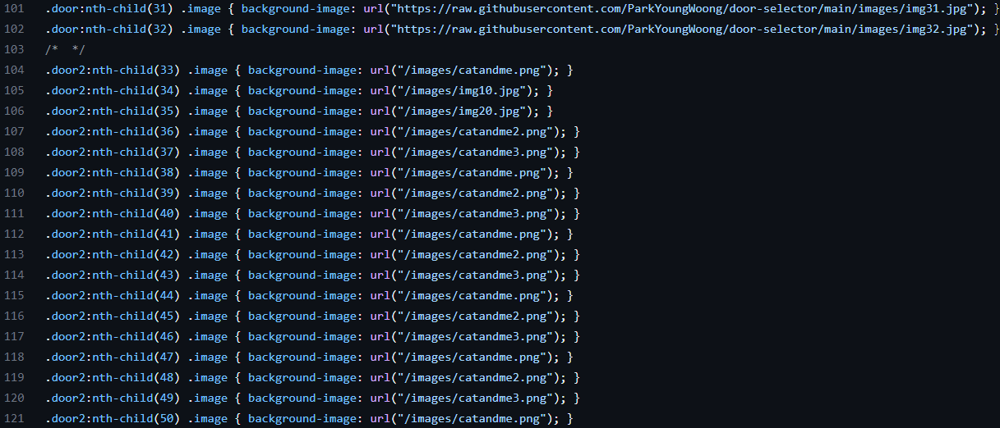 101 .door:nth-child(31) .image { background-image: url("https://raw.githubusercontent.com/ParkYoungWoong/door-selector/main/images/img31.jpg"); }
102 .door:nth-child(32) .image { background-image: url("https://raw.githubusercontent.com/ParkYoungWoong/door-selector/main/images/img32.jpg"); }
103 /*  */
104 .door2:nth-child(33) .image { background-image: url("/images/catandme.png"); }
105 .door2:nth-child(34) .image { background-image: url("/images/img10.jpg"); }
106 .door2:nth-child(35) .image { background-image: url("/images/img20.jpg"); }
107 .door2:nth-child(36) .image { background-image: url("/images/catandme2.png"); }
108 .door2:nth-child(37) .image { background-image: url("/images/catandme3.png"); }
109 .door2:nth-child(38) .image { background-image: url("/images/catandme.png"); }
110 .door2:nth-child(39) .image { background-image: url("/images/catandme2.png"); }
111 .door2:nth-child(40) .image { background-image: url("/images/catandme3.png"); }
112 .door2:nth-child(41) .image { background-image: url("/images/catandme.png"); }
113 .door2:nth-child(42) .image { background-image: url("/images/catandme2.png"); }
114 .door2:nth-child(43) .image { background-image: url("/images/catandme3.png"); }
115 .door2:nth-child(44) .image { background-image: url("/images/catandme.png"); }
116 .door2:nth-child(45) .image { background-image: url("/images/catandme2.png"); }
117 .door2:nth-child(46) .image { background-image: url("/images/catandme3.png"); }
118 .door2:nth-child(47) .image { background-image: url("/images/catandme.png"); }
119 .door2:nth-child(48) .image { background-image: url("/images/catandme2.png"); }
120 .door2:nth-child(49) .image { background-image: url("/images/catandme3.png"); }
121 .door2:nth-child(50) .image { background-image: url("/images/catandme.png"); }